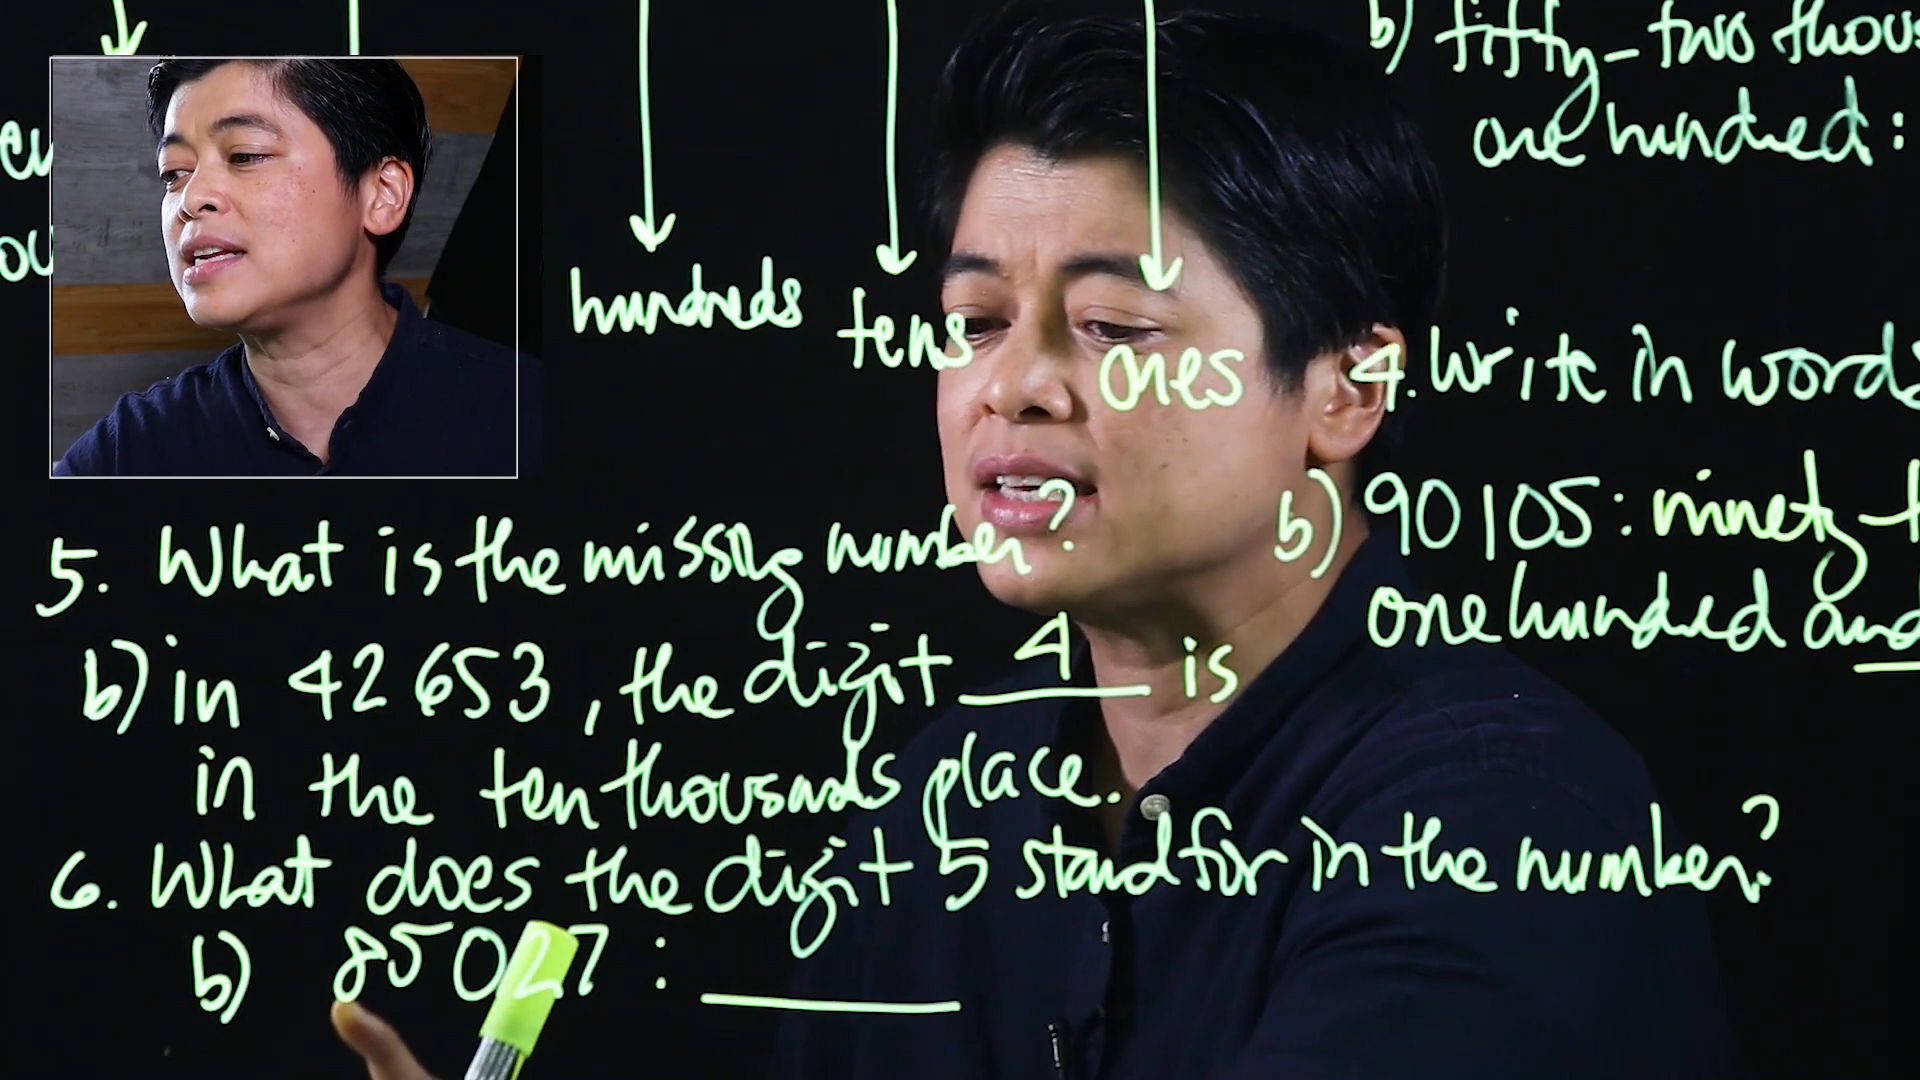 b) fifty-two thous
one hundred:
hundreds
tens
ones
4. Write in words
b) 90105: ninety-t
one hundred and
5. What is the missing number?
b) in 42 653, the digit 4 is
in the ten thousands place.
6. What does the digit 5 stand for in the number?
b) 85027 :